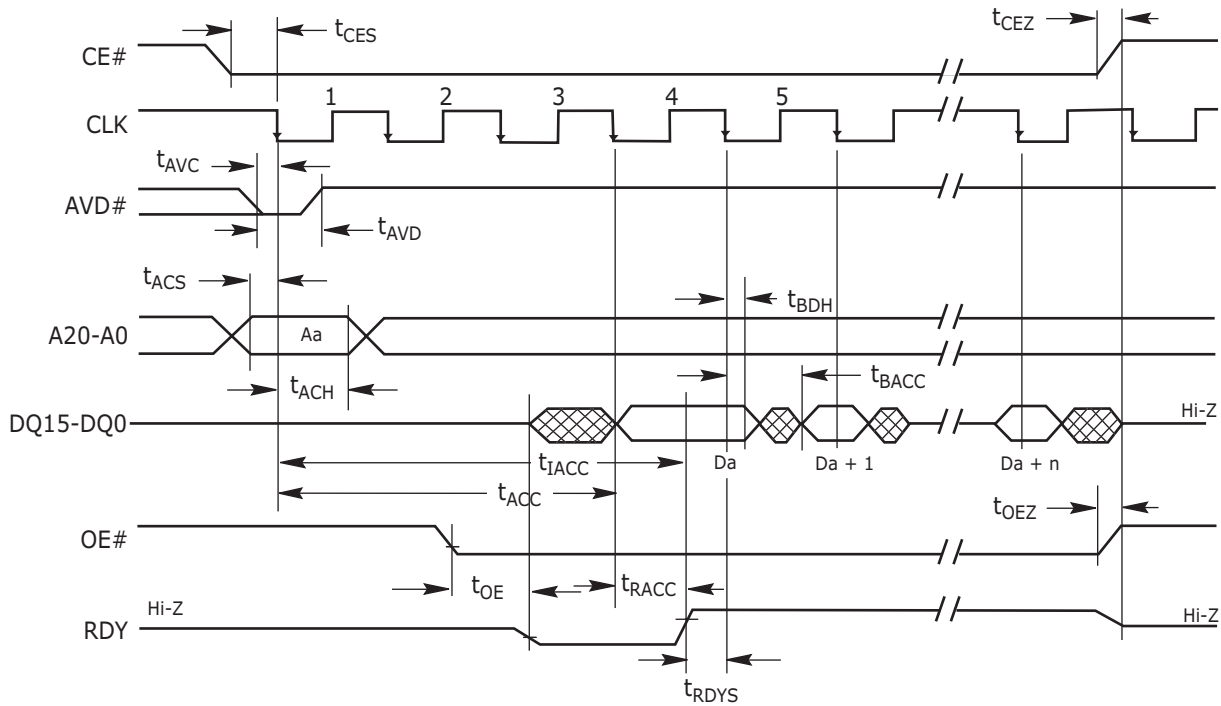 tCES
tCEZ
CE#
1 2 3 4 5
CLK
tAVC
AVD#
tAVD
tACS
tBDH
A20-A0
Aa
tACH
tBACC
DQ15-DQ0
Hi-Z
tIACC
Da
Da + 1
Da + n
tACC
tOEZ
OE#
tOE
tRACC
Hi-Z
Hi-Z
RDY
tRDYS